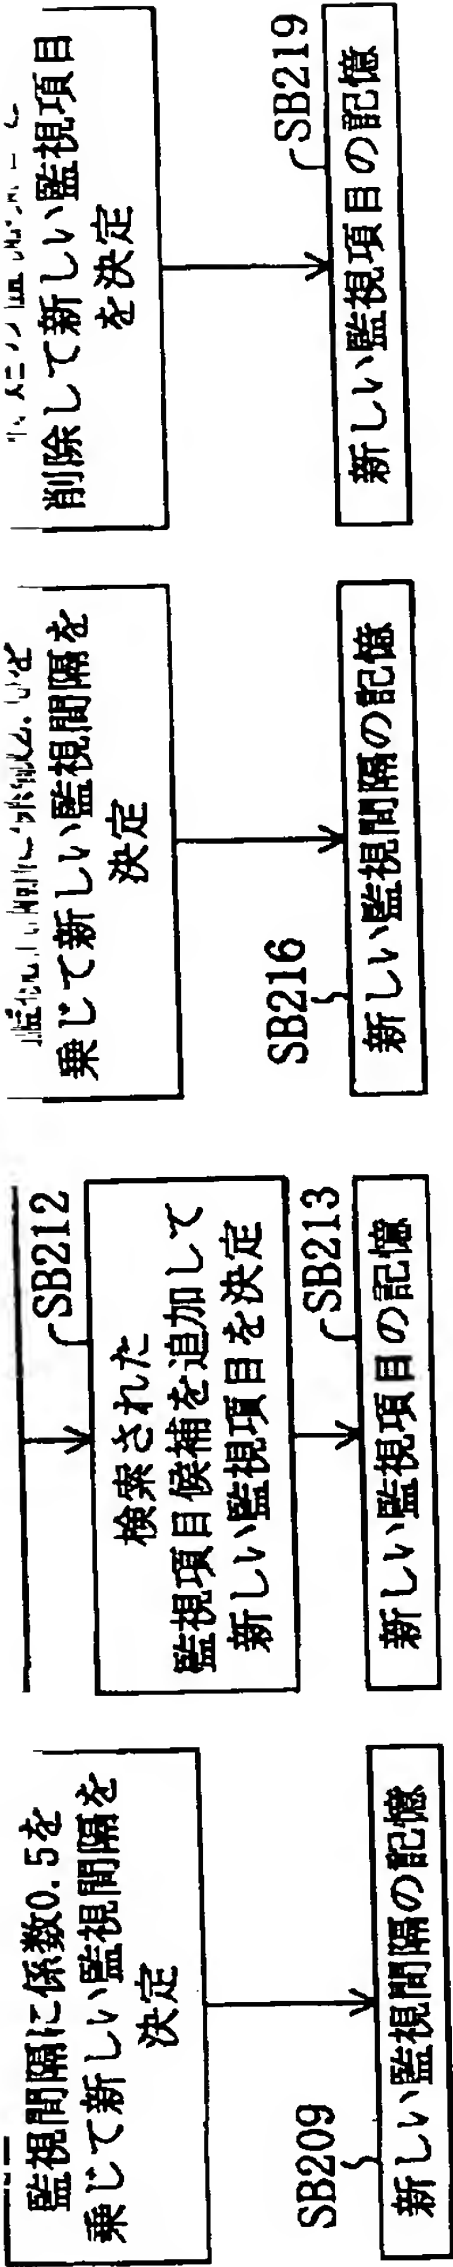 監視間隔に係数0.5を
乗じて新しい監視間隔を
決定
SB209
新しい監視間隔の記憶
SB212
検索された
監視項目候補を追加して
新しい監視項目を決定
SB213
新しい監視項目の記憶
乗じて新しい監視間隔を
決定
SB216
新しい監視間隔の記憶
削除して新しい監視項目
を決定
SB219
新しい監視項目の記憶